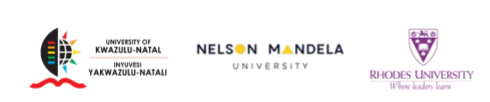 UNIVERSITY OF
KWAZULU-NATAL
INYUVESI
YAKWAZULU-NATALI
NELSON MANDELA
UNIVERSITY
RHODES UNIVERSITY
Where leaders learn